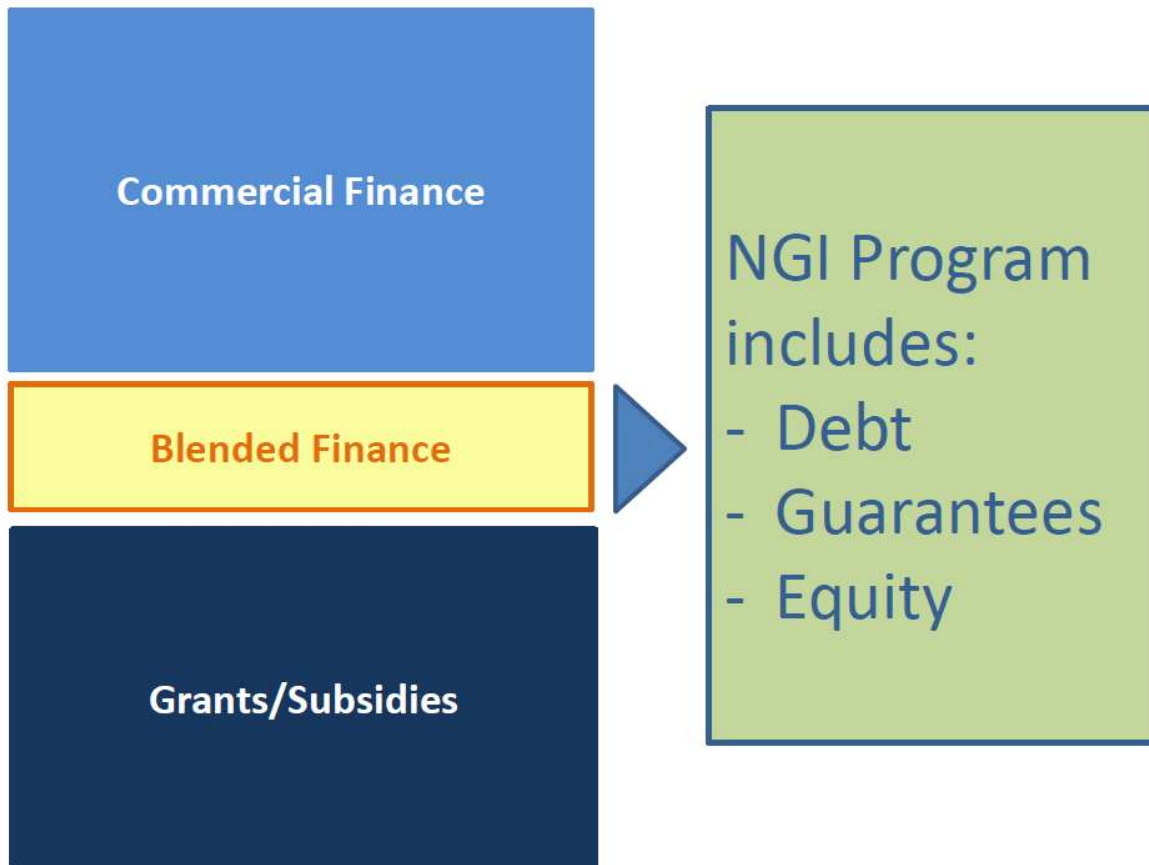 Commercial Finance
Blended Finance
Grants/Subsidies
NGI Program
includes:
- Debt
- Guarantees
- Equity